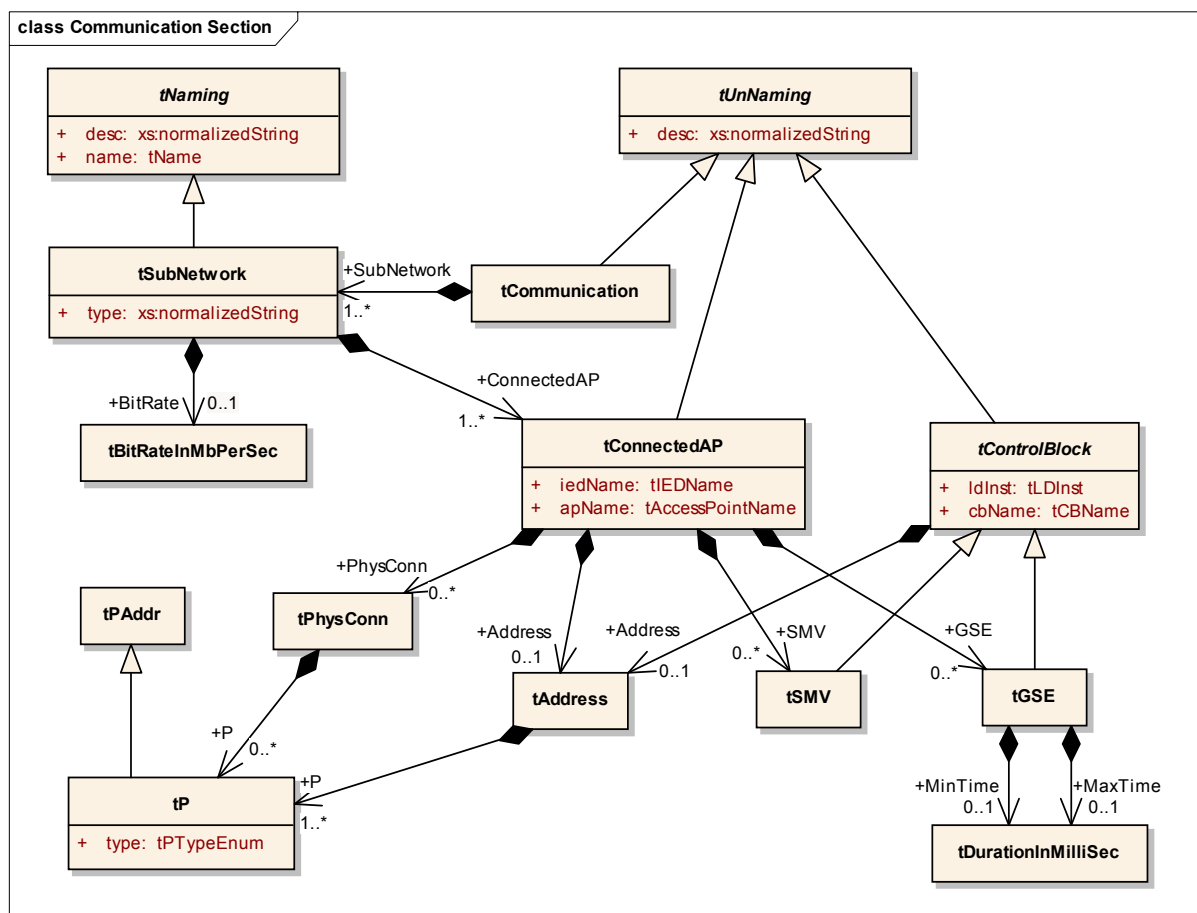 class Communication Section
tNaming
+ desc: xs:normalizedString
+ name: tName
tUnNaming
+ desc: xs:normalizedString
tSubNetwork
+ type: xs:normalizedString
+SubNetwork
1..*
tCommunication
+BitRate
0..1
tBitRateInMbPerSec
+ConnectedAP
1..*
tConnectedAP
+ iedName: tIEDName
+ apName: tAccessPointName
tControlBlock
+ ldInst: tLDInst
+ cbName: tCBName
+PhysConn
0..*
tPAddr
tPhysConn
+Address
0..1
+Address
0..1
+SMV
0..*
+GSE
0..*
tAddress
tSMV
tGSE
+P
0..*
+P
1..*
tP
+ type: tPTypeEnum
+MinTime
0..1
+MaxTime
0..1
tDurationInMilliSec